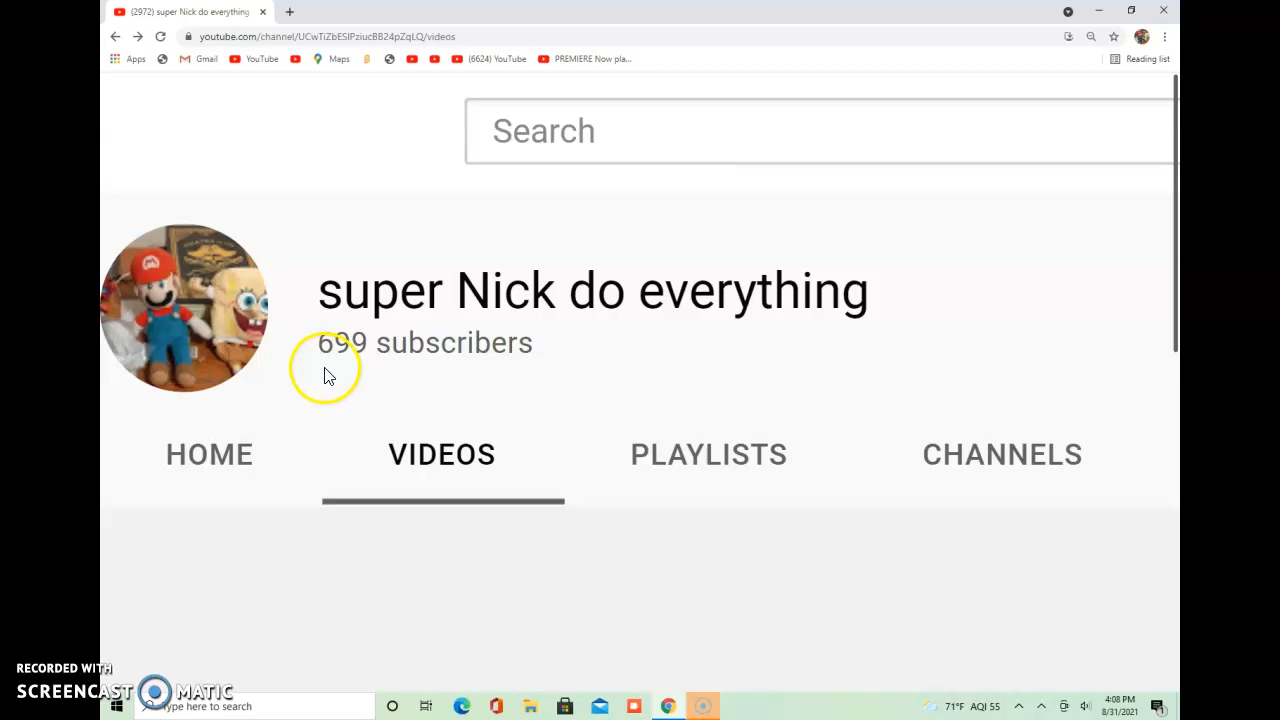 (2972) super Nick do everything
youtube.com/channel/UCwTiZbESIPziucBB24pZqLQ/videos
Apps Gmail YouTube Maps (6624) YouTube PREMIERE Now pla... Reading list
Search
super Nick do everything
699 subscribers
HOME VIDEOS PLAYLISTS CHANNELS
RECORDED WITH
SCREENCAST MATIC
Type here to search
71°F AQI 55
4:08 PM
8/31/2021